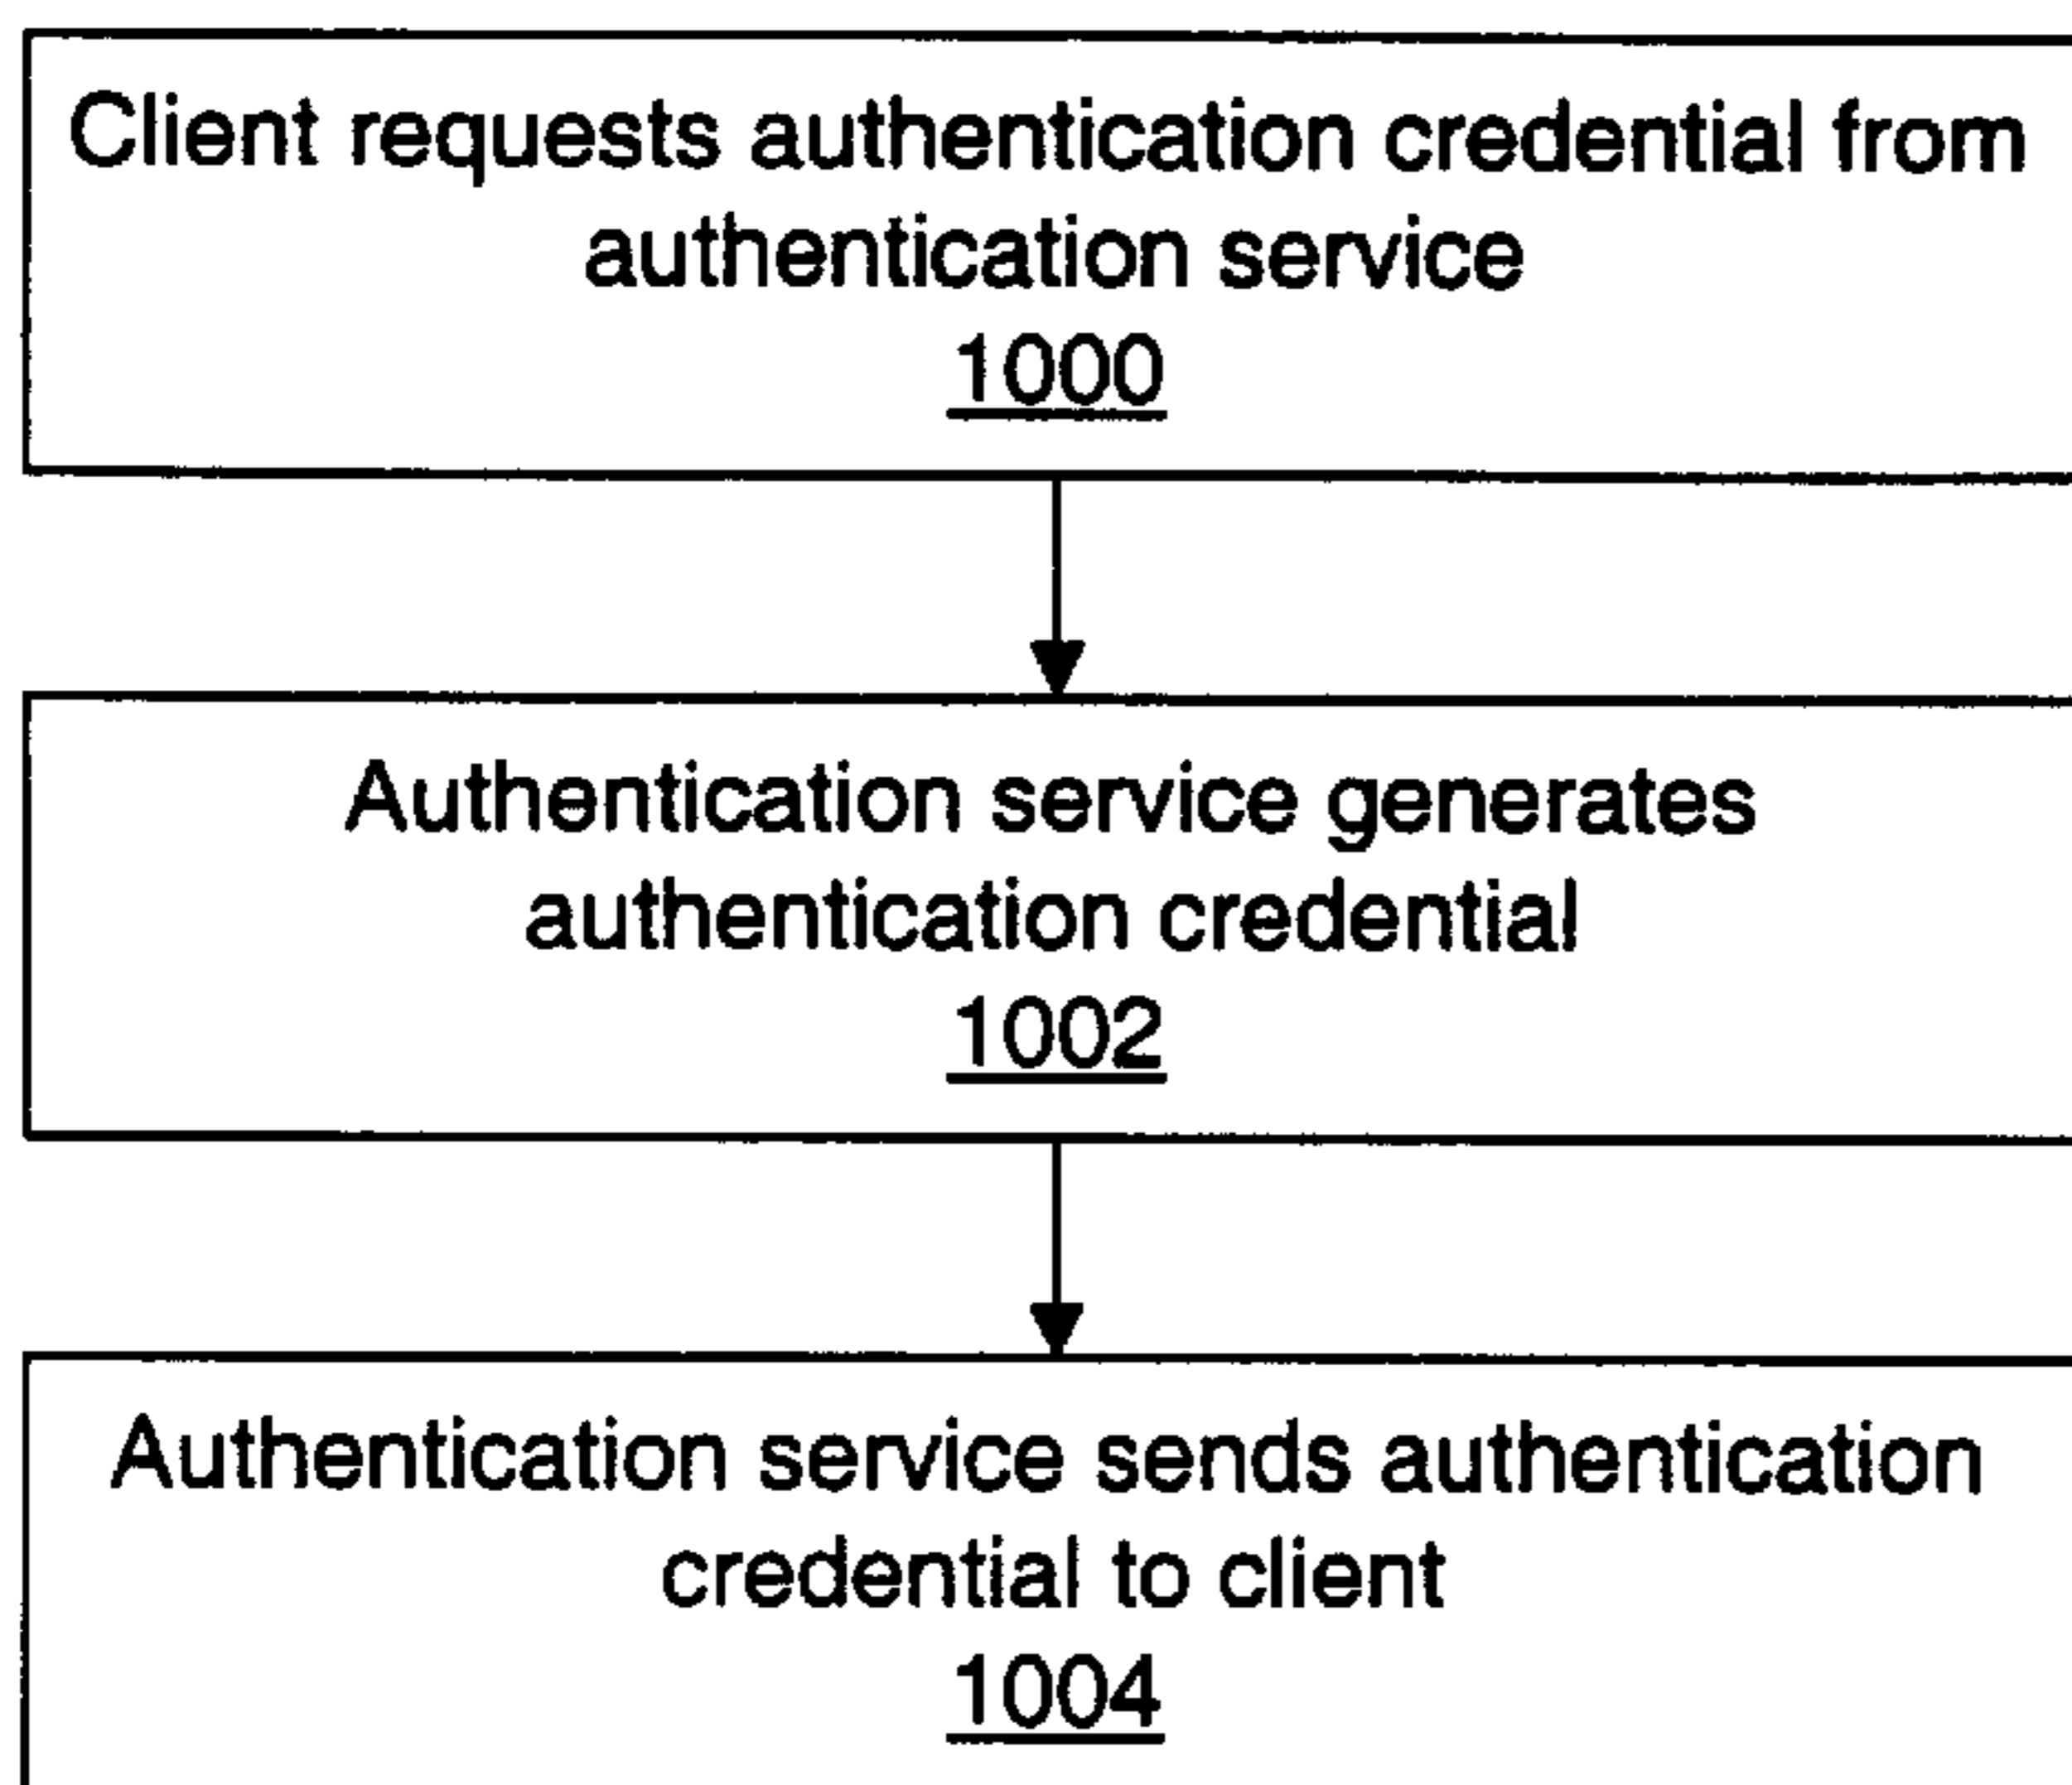 Client requests authentication credential from
authentication service
1000
Authentication service generates
authentication credential
1002
Authentication service sends authentication
credential to client
1004